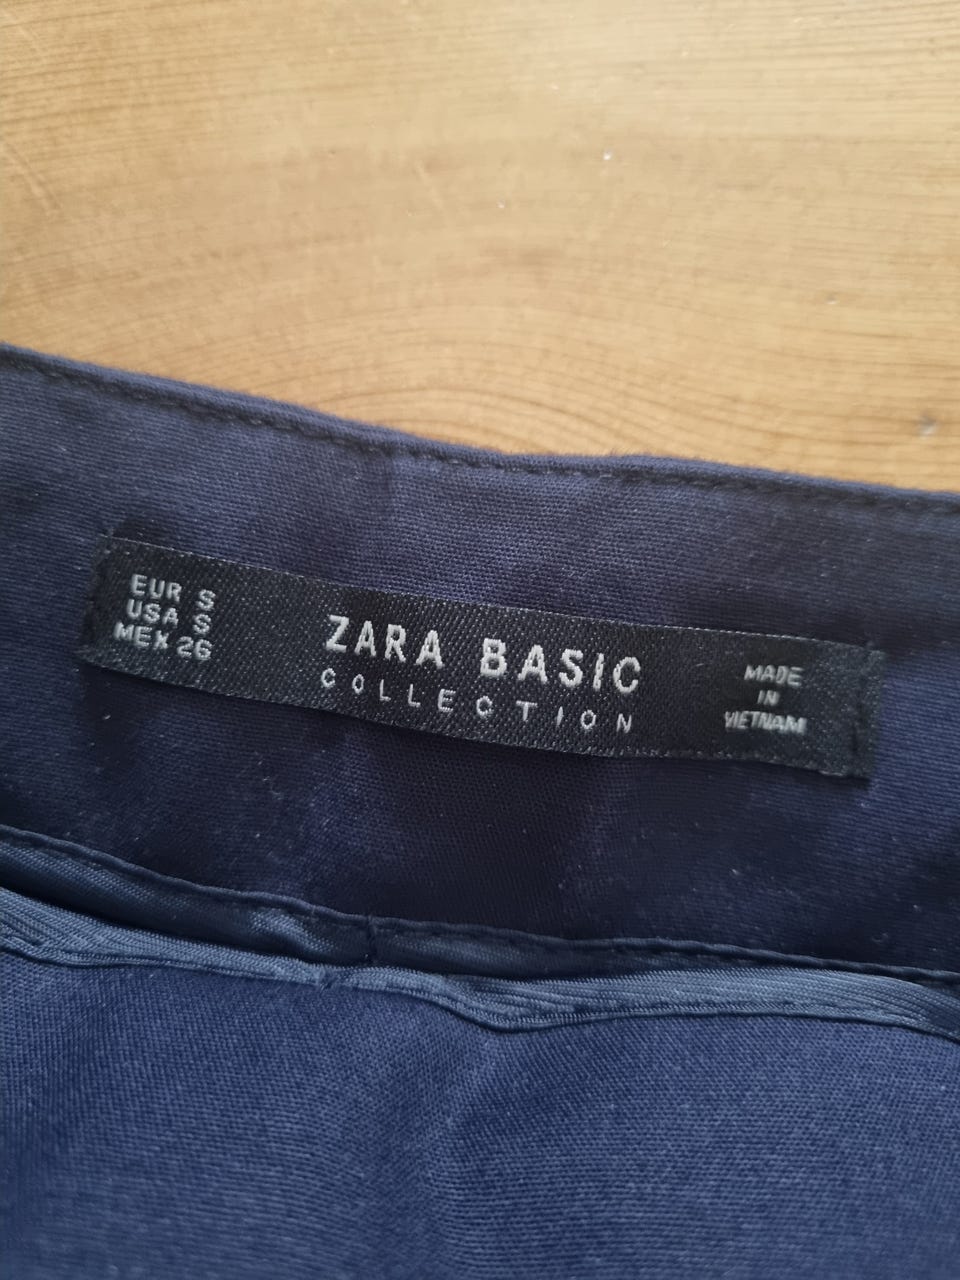 EUR S
USA S
MEX 26
ZARA BASIC
COLLECTION
MADE
IN
VIETNAM